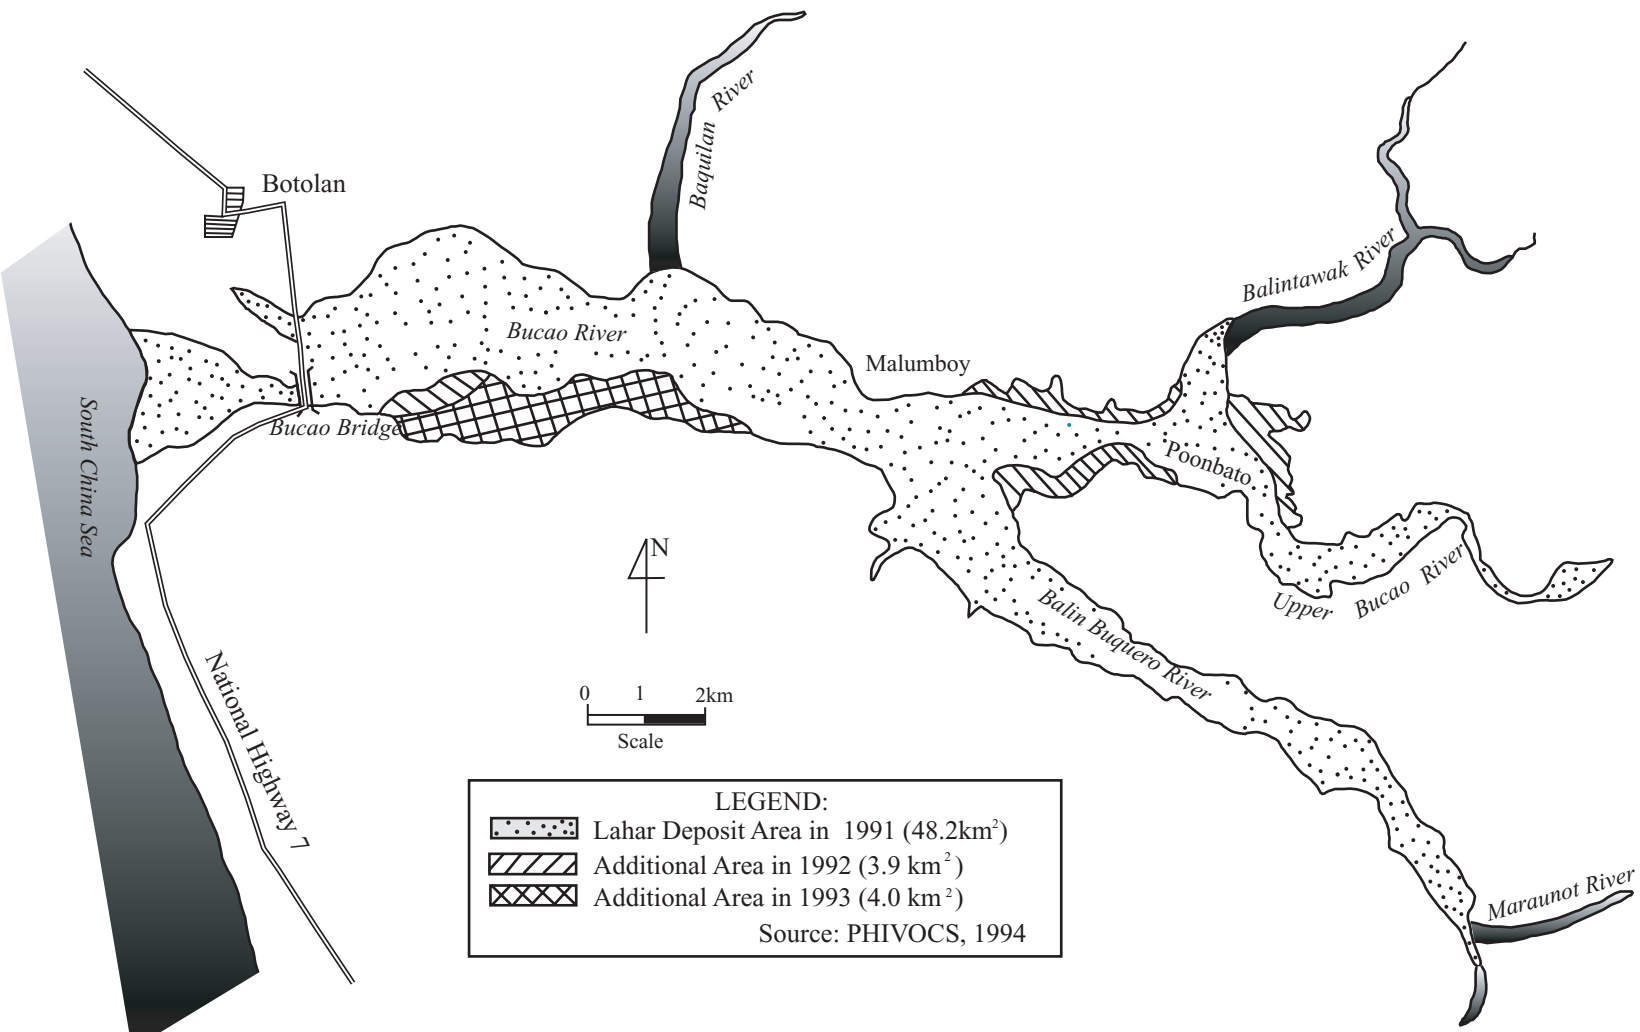 Baquilan River
Botolan
Balintawak River
Bucao River
Malumboy
South China Sea
Bucao Bridge
Poonbato
N
Upper Bucao River
Balin Buquero River
National Highway 7
0 1 2km
Scale
LEGEND:
Lahar Deposit Area in 1991 (48.2km²)
Additional Area in 1992 (3.9 km²)
Additional Area in 1993 (4.0 km²)
Source: PHIVOCS, 1994
Maraunot River